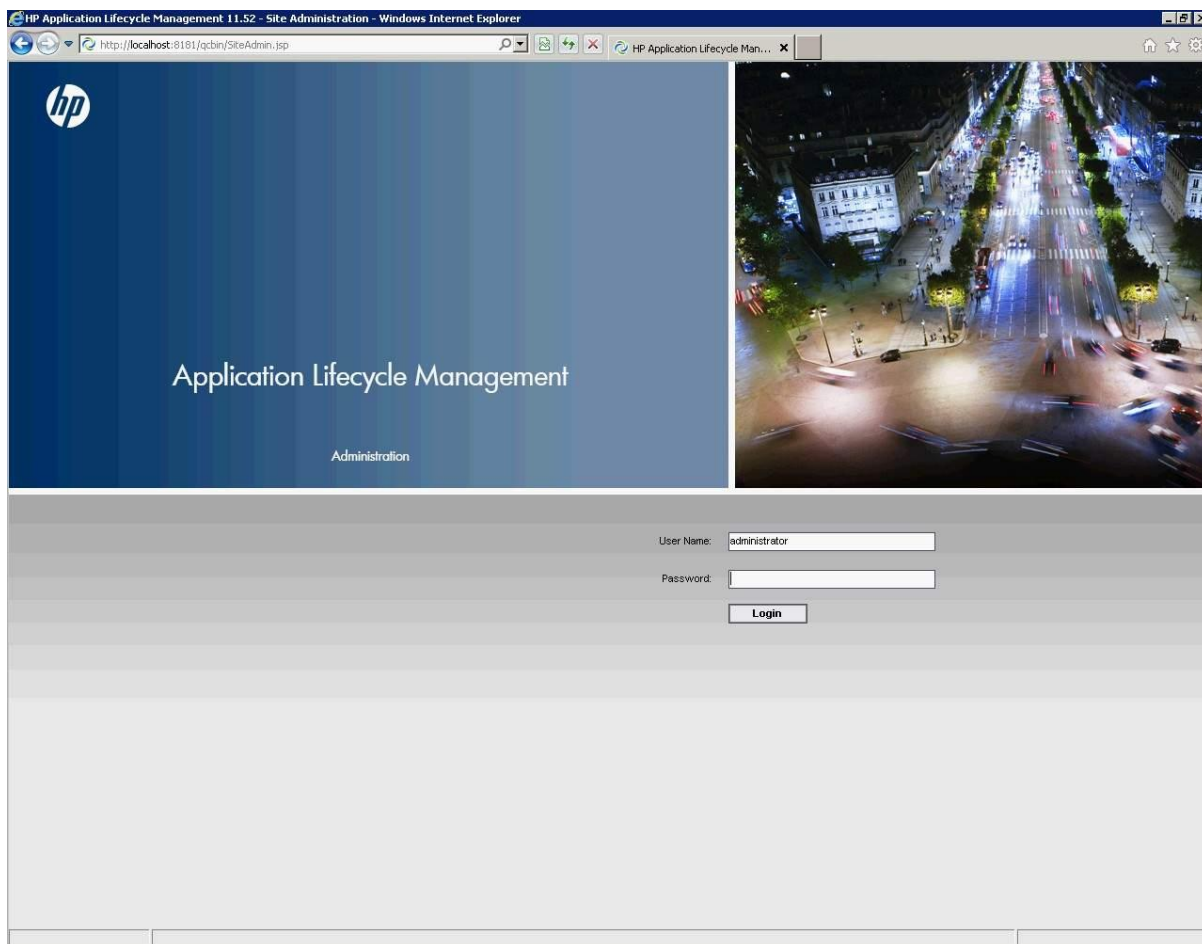 HP Application Lifecycle Management 11.52 - Site Administration - Windows Internet Explorer
http://localhost:8181/qcbin/SiteAdmin.jsp
HP Application Lifecycle Man...
hp
Application Lifecycle Management
Administration
User Name: administrator
Password:
Login